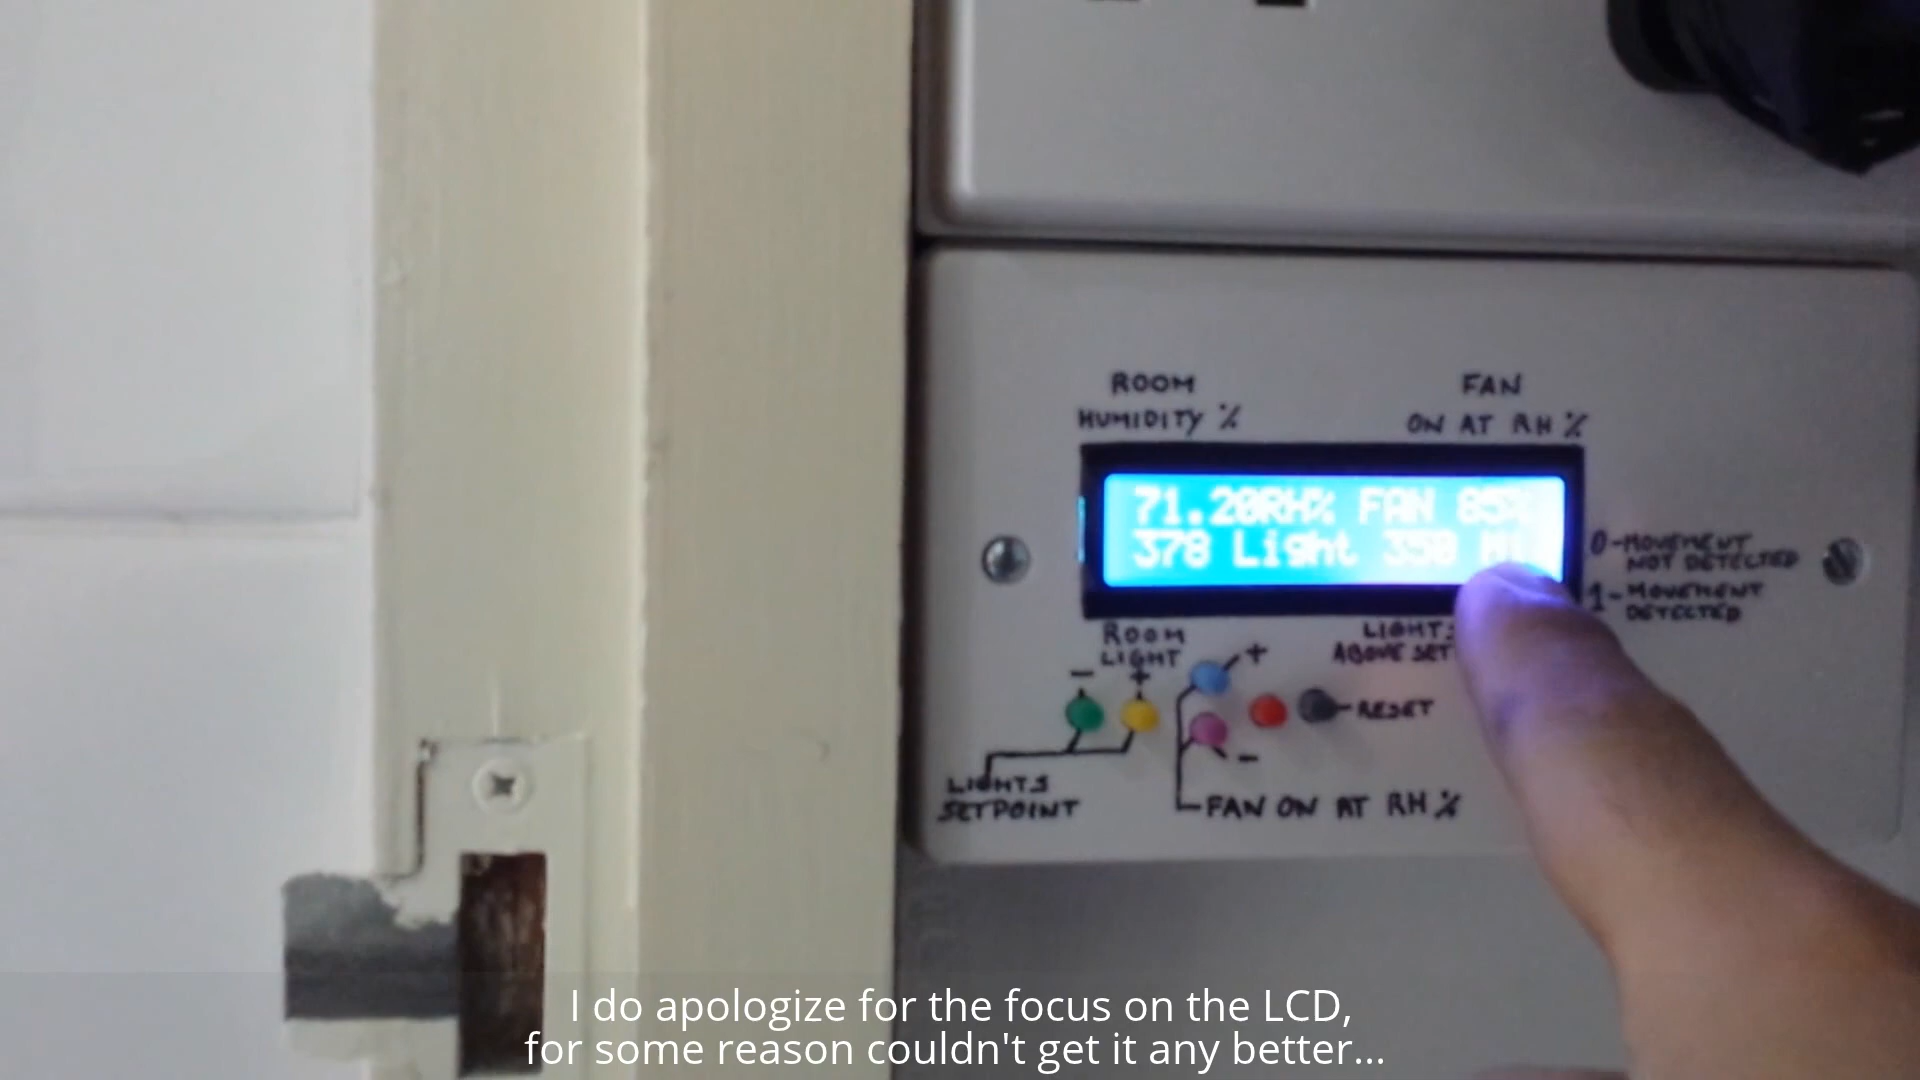 ROOM
HUMIDITY %
FAN
ON AT RH %
71.20RH% FAN 85%
378 Light 350 M
0-MOVEMENT
NOT DETECTED
1-MOVEMENT
DETECTED
ROOM
LIGHT
LIGHTS
ABOVE SET
- +
+
RESET
-
LIGHTS
SETPOINT
FAN ON AT RH %
I do apologize for the focus on the LCD,
for some reason couldn't get it any better...